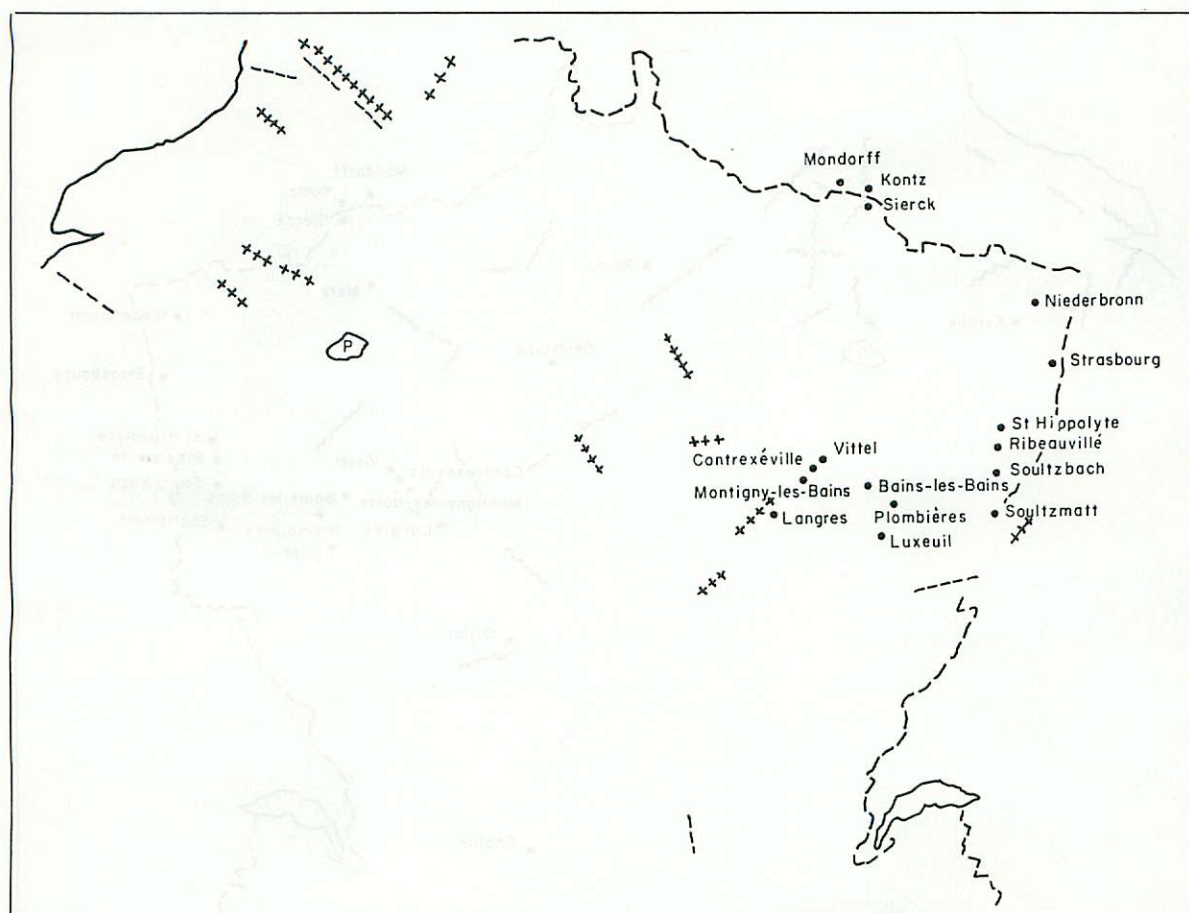 Mondorff
Kontz
Sierck
Niederbronn
P
Strasbourg
St Hippolyte
Ribeauvillé
Vittel
Contrexéville
Soultzbach
Bains-les-Bains
Montigny-les-Bains
Soultzmatt
Langres
Plombières
Luxeuil